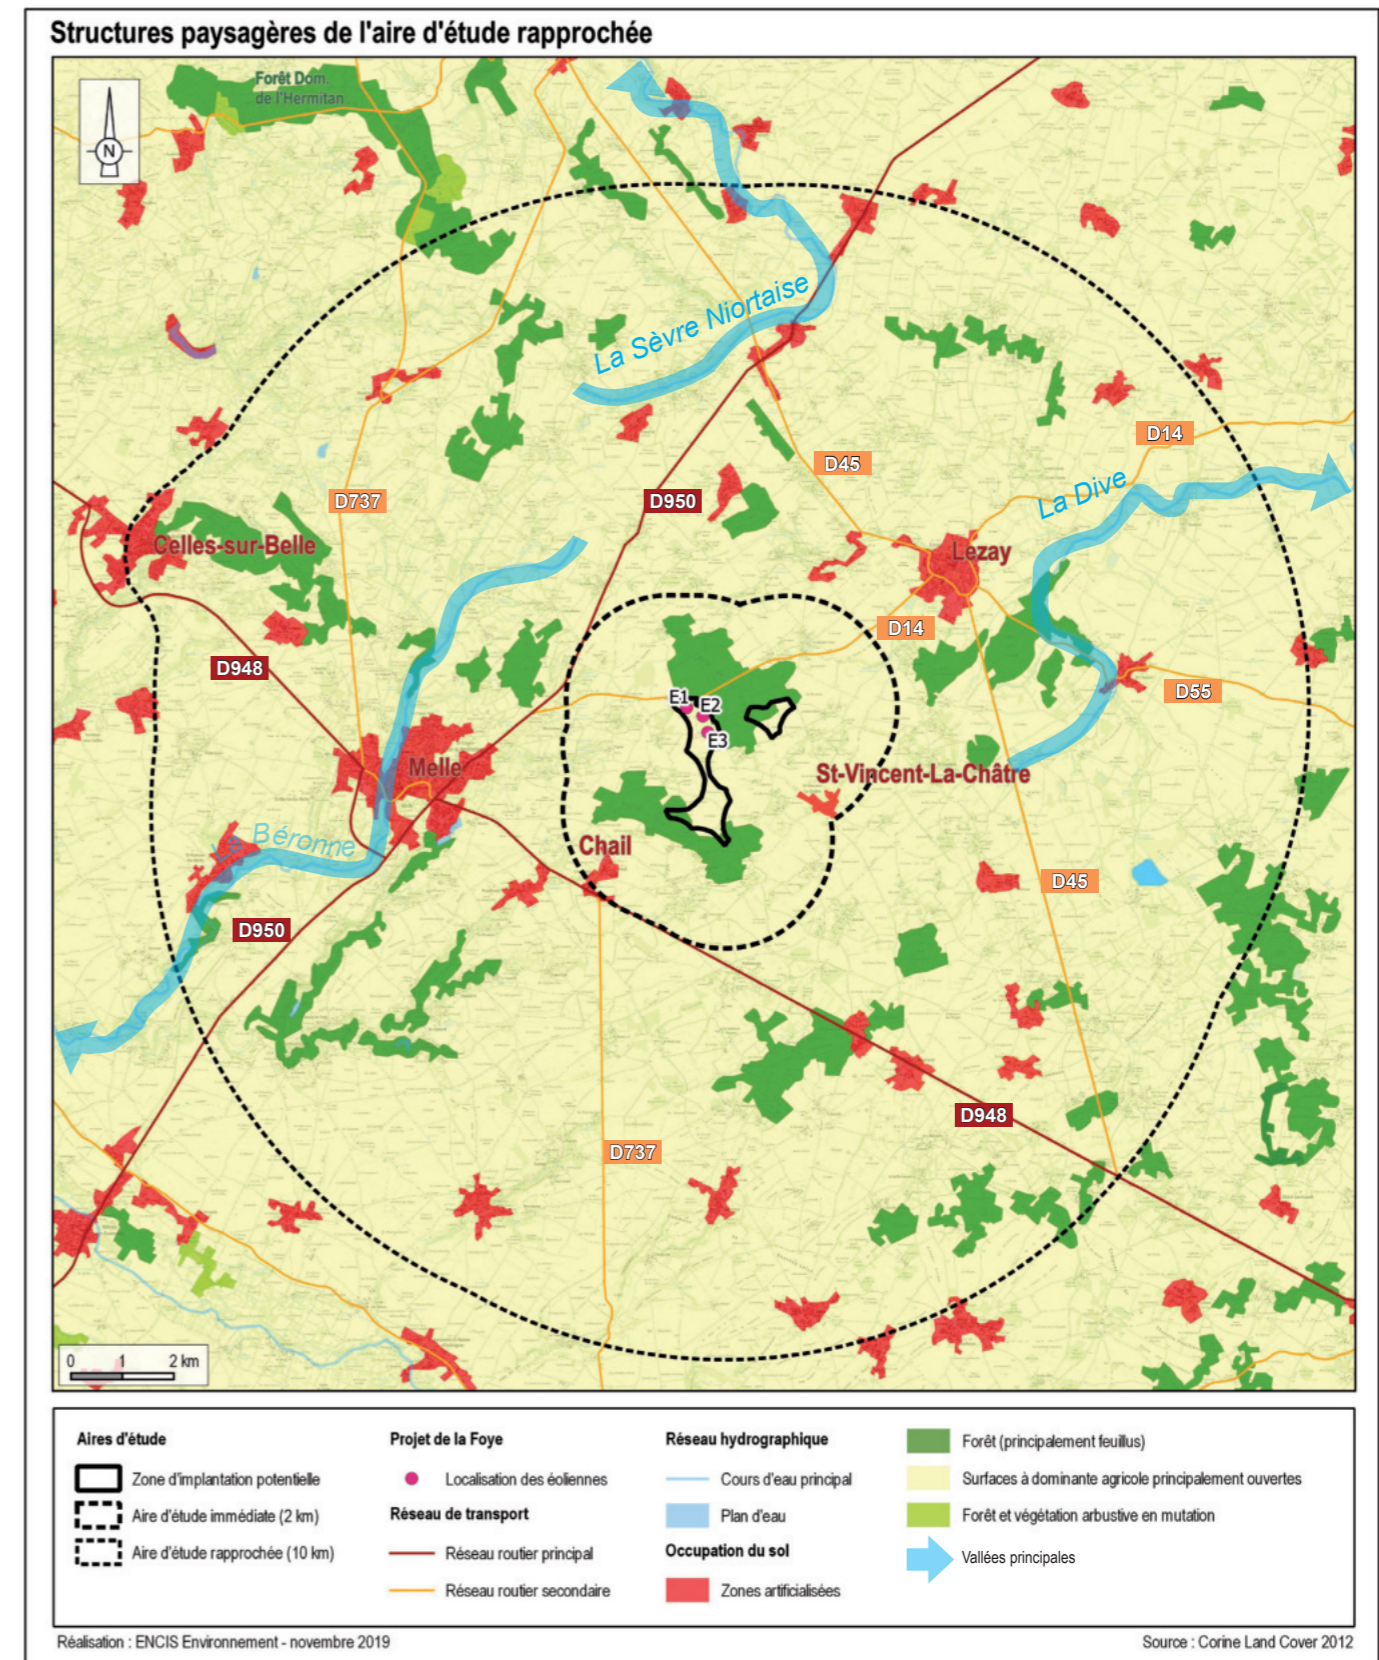 Structures paysagères de l'aire d'étude rapprochée
Forêt Dom.
de l'Hermitan
N
La Sèvre Niortaise
D14
D45
La Dive
D737
D950
Celles-sur-Belle
Lezay
D14
D948
D55
E1
E2
E3
Melle
St-Vincent-La-Châtre
La Béronne
Chail
D45
D950
D948
D737
0 1 2 km
Aires d'étude
Zone d'implantation potentielle
Aire d'étude immédiate (2 km)
Aire d'étude rapprochée (10 km)
Projet de la Foye
Localisation des éoliennes
Réseau de transport
Réseau routier principal
Réseau routier secondaire
Réseau hydrographique
Cours d'eau principal
Plan d'eau
Occupation du sol
Zones artificialisées
Forêt (principalement feuillus)
Surfaces à dominante agricole principalement ouvertes
Forêt et végétation arbustive en mutation
Vallées principales
Réalisation : ENCIS Environnement - novembre 2019
Source : Corine Land Cover 2012